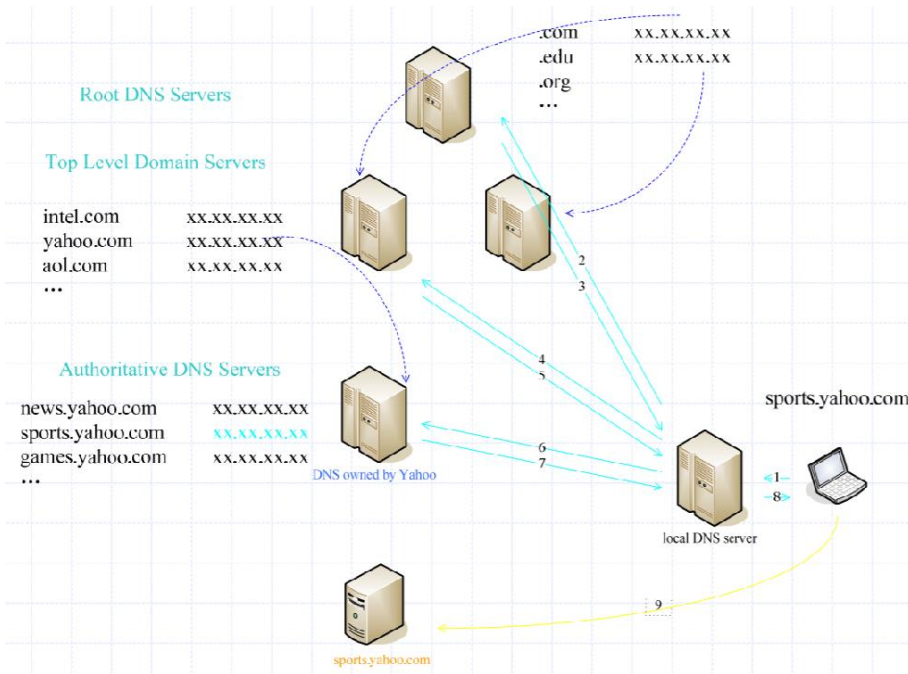 .com xx.xx.xx.xx
.edu xx.xx.xx.xx
.org
...
Root DNS Servers
Top Level Domain Servers
intel.com xx.xx.xx.xx
yahoo.com xx.xx.xx.xx
aol.com xx.xx.xx.xx
...
2
3
4
5
Authoritative DNS Servers
news.yahoo.com xx.xx.xx.xx
sports.yahoo.com xx.xx.xx.xx
games.yahoo.com xx.xx.xx.xx
...
DNS owned by Yahoo
6
7
sports.yahoo.com
1
8
local DNS server
9
sports.yahoo.com